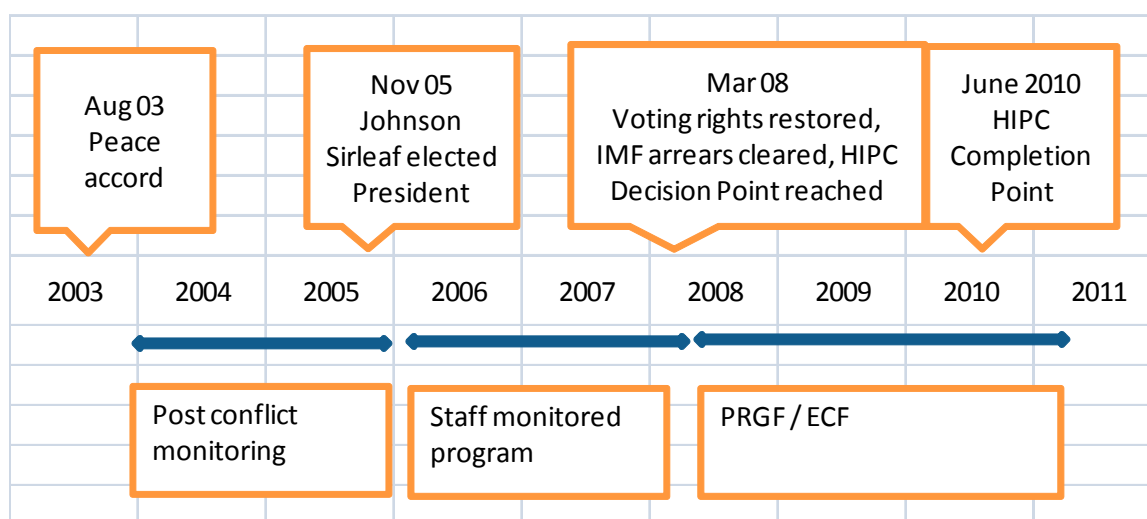 Aug 03
Peace
accord
Nov 05
Johnson
Sirleaf elected
President
Mar 08
Voting rights restored,
IMF arrears cleared, HIPC
Decision Point reached
June 2010
HIPC
Completion
Point
2003 2004 2005 2006 2007 2008 2009 2010 2011
Post conflict
monitoring
Staff monitored
program
PRGF / ECF